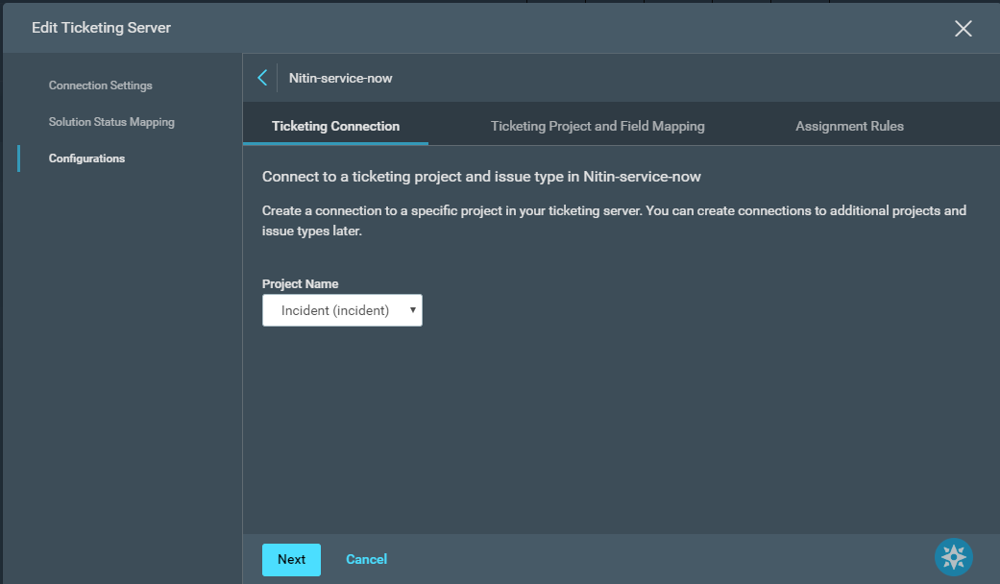 Edit Ticketing Server
Connection Settings
Solution Status Mapping
Configurations
Nitin-service-now
Ticketing Connection
Ticketing Project and Field Mapping
Assignment Rules
Connect to a ticketing project and issue type in Nitin-service-now
Create a connection to a specific project in your ticketing server. You can create connections to additional projects and
issue types later.
Project Name
Incident (incident)
Next
Cancel